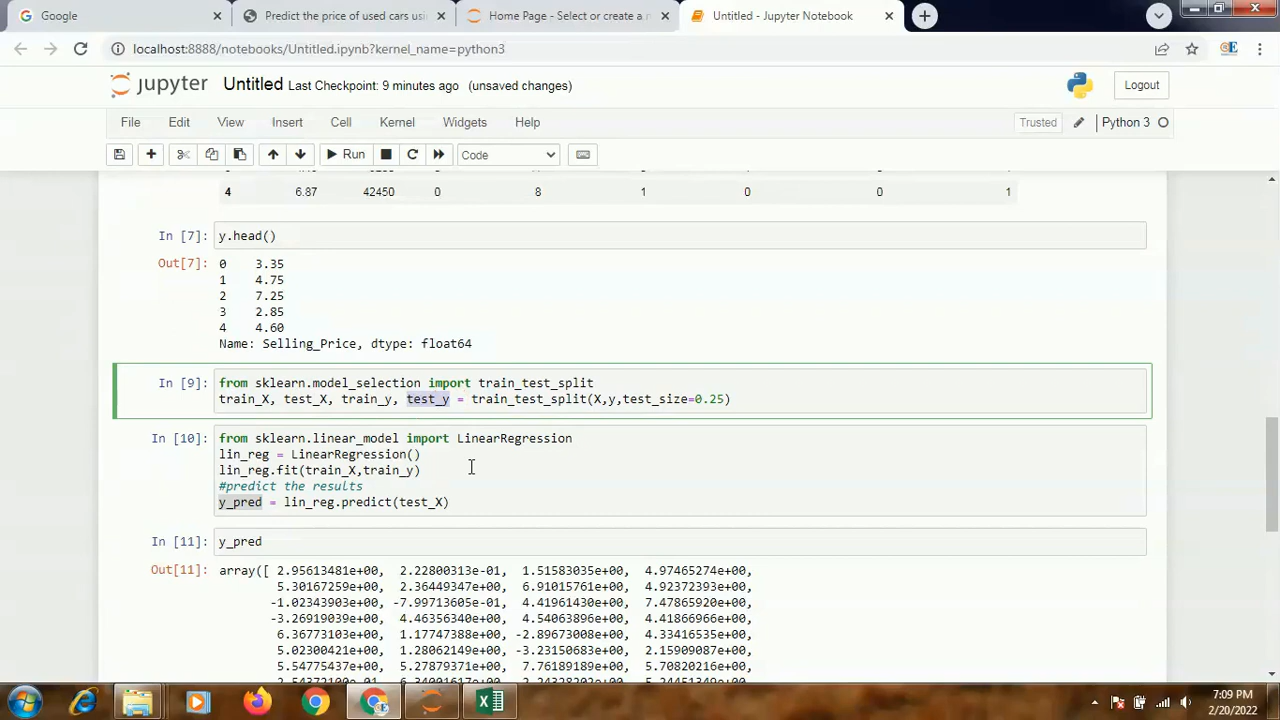 Google
Predict the price of used cars using
Home Page - Select or create a n
Untitled - Jupyter Notebook
localhost:8888/notebooks/Untitled.ipynb?kernel_name=python3
jupyter Untitled Last Checkpoint: 9 minutes ago (unsaved changes) Logout
File Edit View Insert Cell Kernel Widgets Help Trusted Python 3
Run Code
4 6.87 42450 0 8 1 0 0 1
In [7]: y.head()
Out[7]: 0 3.35
1 4.75
2 7.25
3 2.85
4 4.60
Name: Selling_Price, dtype: float64
In [9]: from sklearn.model_selection import train_test_split
train_X, test_X, train_y, test_y = train_test_split(X,y,test_size=0.25)
In [10]: from sklearn.linear_model import LinearRegression
lin_reg = LinearRegression()
lin_reg.fit(train_X,train_y)
#predict the results
y_pred = lin_reg.predict(test_X)
In [11]: y_pred
Out[11]: array([ 2.95613481e+00, 2.22800313e-01, 1.51583035e+00, 4.97465274e+00,
5.30167259e+00, 2.36449347e+00, 6.91015761e+00, 4.92372393e+00,
-1.02343903e+00, -7.99713605e-01, 4.41961430e+00, 7.47865920e+00,
-3.26919039e+00, 4.46356340e+00, 4.54063896e+00, 4.41866966e+00,
6.36773103e+00, 1.17747388e+00, -2.89673008e+00, 4.33416535e+00,
5.02300421e+00, 1.28062149e+00, -3.23150683e+00, 2.15909087e+00,
5.54775437e+00, 5.27879371e+00, 7.76189189e+00, 5.70820216e+00,
7:09 PM
2/20/2022